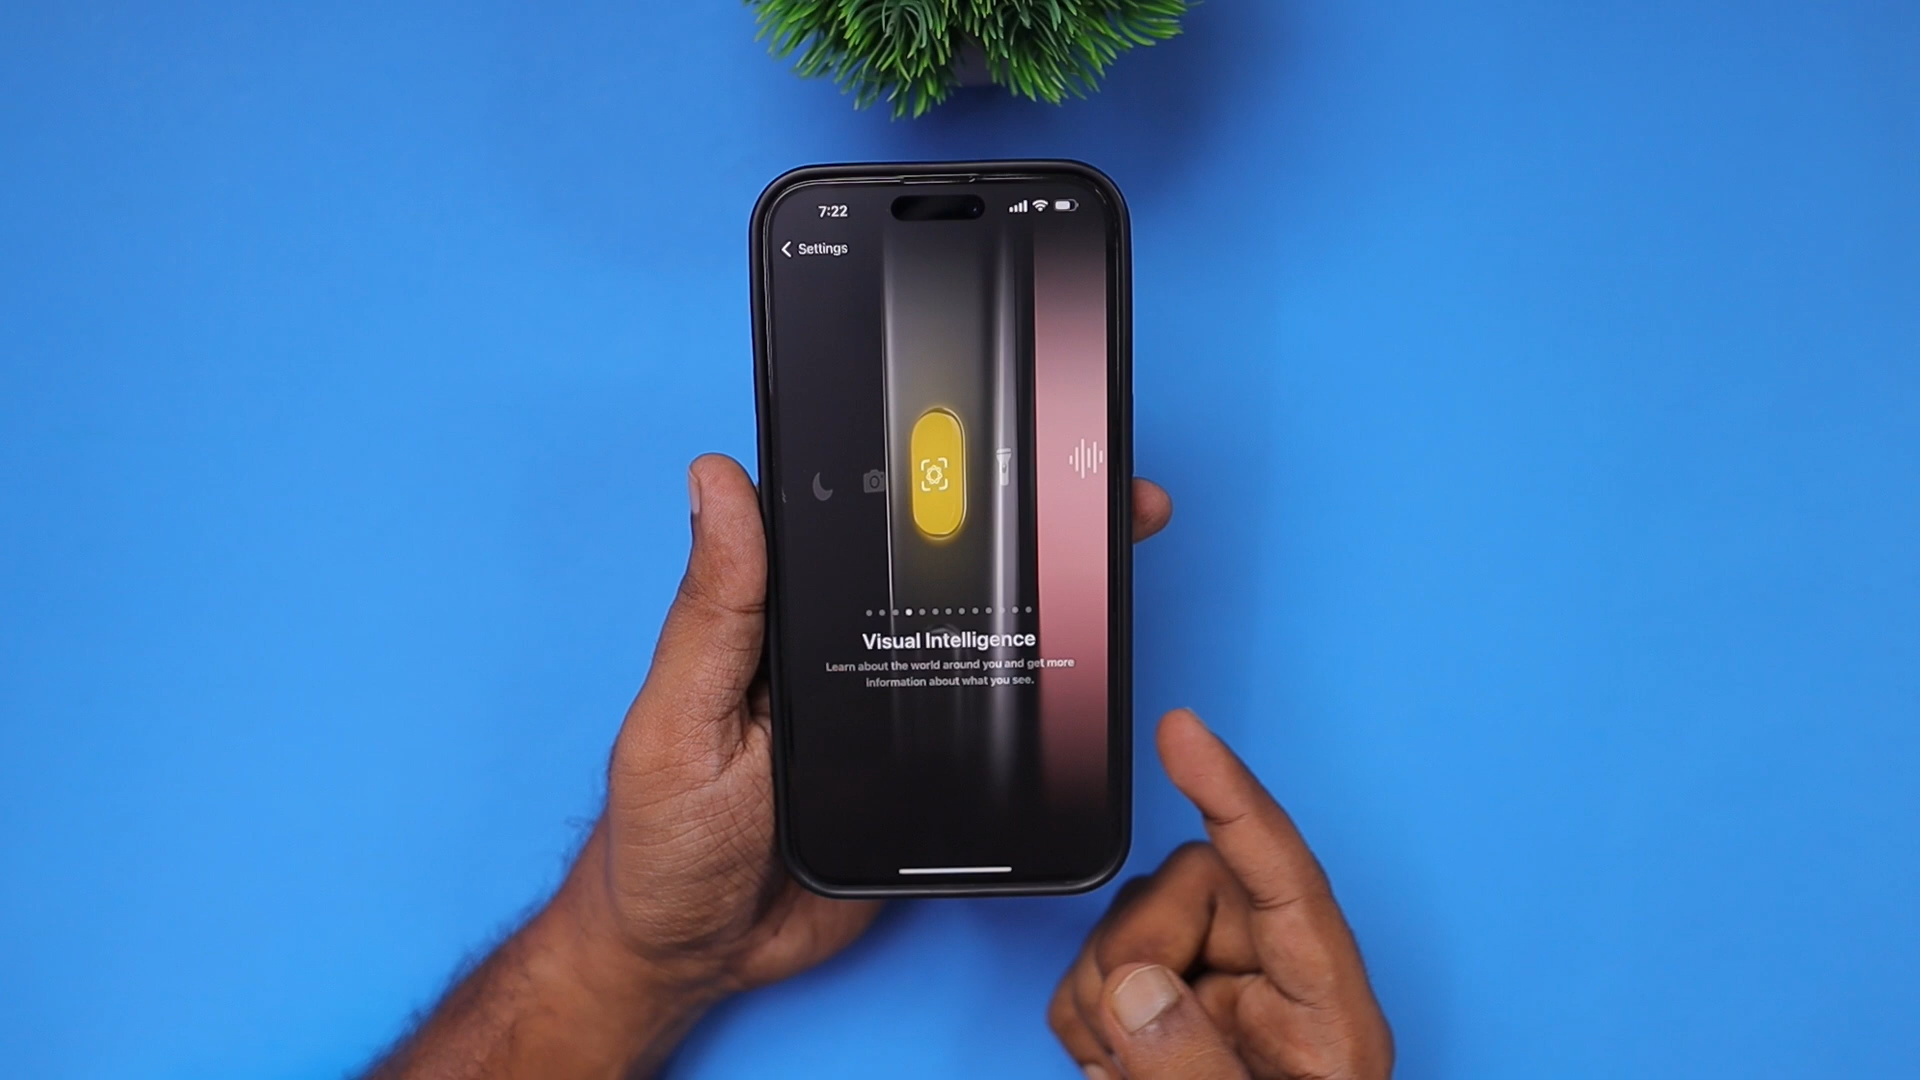 7:22
Settings
Visual Intelligence
Learn about the world around you and get more
information about what you see.